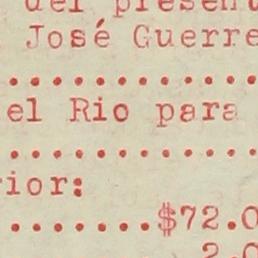 del present
José Guerre
..............
el Rio para
..............
rior:
........$72.0
2.0